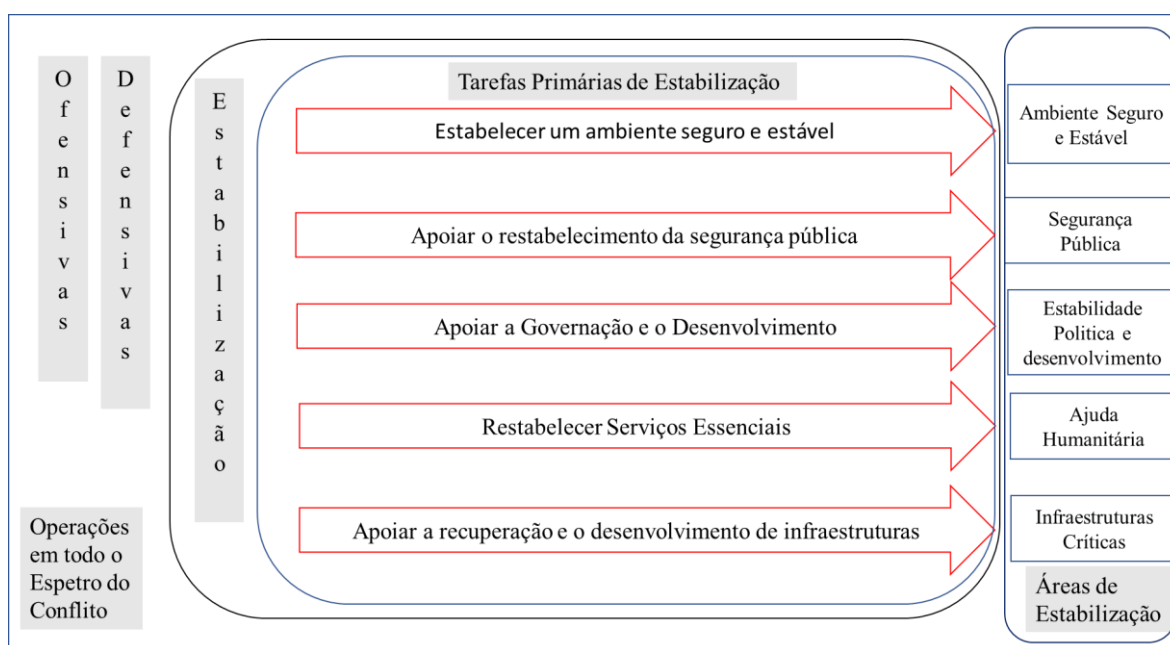 Ofensivas
Defensivas
Estabilização
Tarefas Primárias de Estabilização
Estabelecer um ambiente seguro e estável
Apoiar o restabelecimento da segurança pública
Apoiar a Governação e o Desenvolvimento
Restabelecer Serviços Essenciais
Apoiar a recuperação e o desenvolvimento de infraestruturas
Ambiente Seguro
e Estável
Segurança
Pública
Estabilidade
Politica e
desenvolvimento
Ajuda
Humanitária
Infraestruturas
Críticas
Áreas de
Estabilização
Operações
em todo o
Espetro do
Conflito